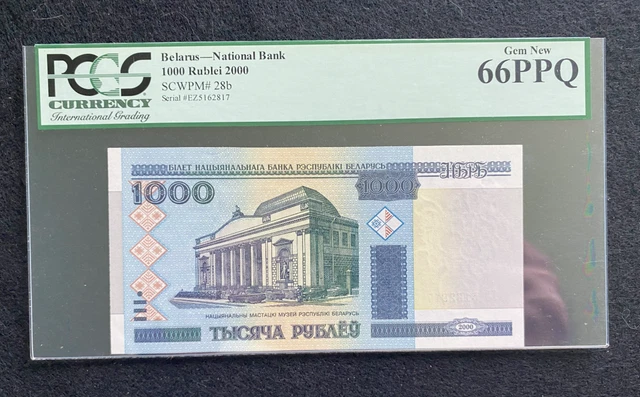 PCGS
CURRENCY
International Grading
Belarus—National Bank
1000 Rublei 2000
SCWPM# 28b
Serial #EZ5162817
Gem New
66PPQ
БІЛЕТ НАЦЫЯНАЛЬНАГА БАНКА РЭСПУБЛІКІ БЕЛАРУСЬ
1000
1000
НБРБ
НАЦЫЯНАЛЬНЫ МАСТАЦКІ МУЗЕЙ РЭСПУБЛІКІ БЕЛАРУСЬ
ТЫСЯЧА РУБЛЁЎ
2000